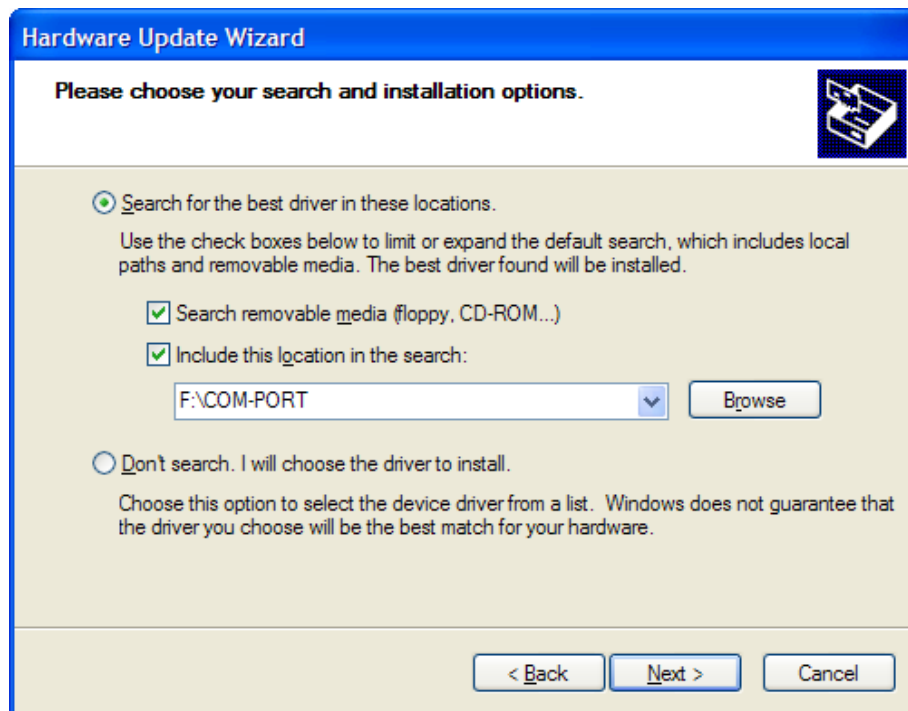 Hardware Update Wizard
Please choose your search and installation options.
Search for the best driver in these locations.
Use the check boxes below to limit or expand the default search, which includes local
paths and removable media. The best driver found will be installed.
Search removable media (floppy, CD-ROM...)
Include this location in the search:
F:\COM-PORT
Browse
Don't search. I will choose the driver to install.
Choose this option to select the device driver from a list.  Windows does not guarantee that
the driver you choose will be the best match for your hardware.
< Back
Next >
Cancel